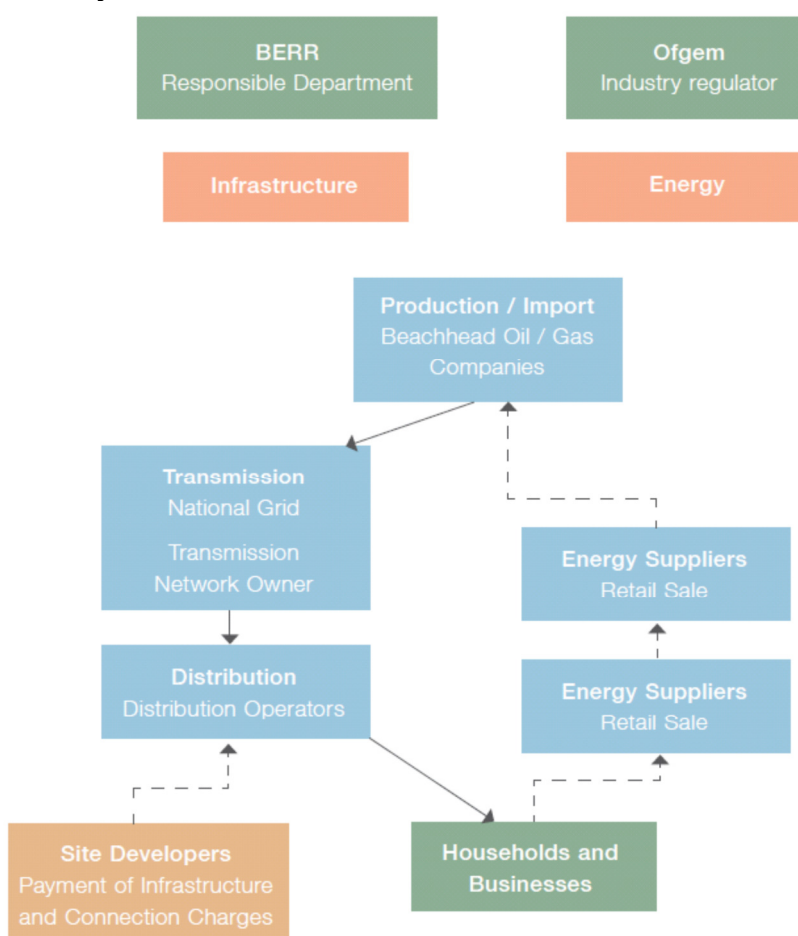 BERR
Responsible Department
Ofgem
Industry regulator
Infrastructure
Energy
Production / Import
Beachhead Oil / Gas
Companies
Transmission
National Grid
Transmission
Network Owner
Energy Suppliers
Retail Sale
Distribution
Distribution Operators
Energy Suppliers
Retail Sale
Site Developers
Payment of Infrastructure
and Connection Charges
Households and
Businesses